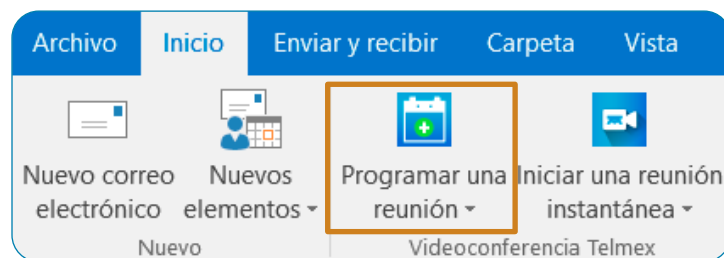 Archivo Inicio Enviar y recibir Carpeta Vista
Nuevo correo
electrónico
Nuevos
elementos
Programar una
reunión
Iniciar una reunión
instantánea
Nuevo
Videoconferencia Telmex